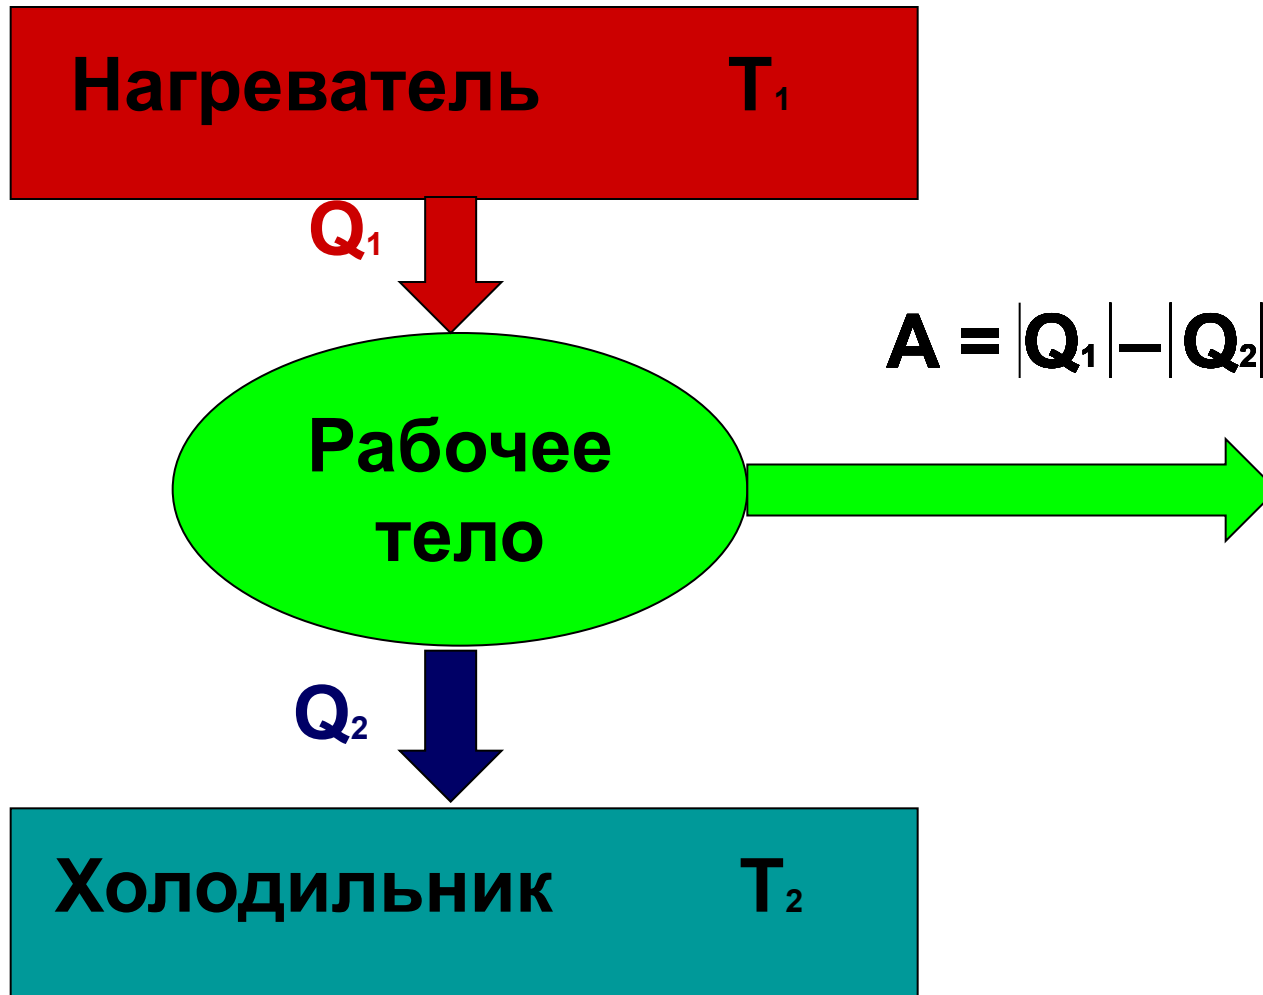 Нагреватель T₁
Q₁
A = |Q₁|–|Q₂|
Рабочее
тело
Q₂
Холодильник T₂